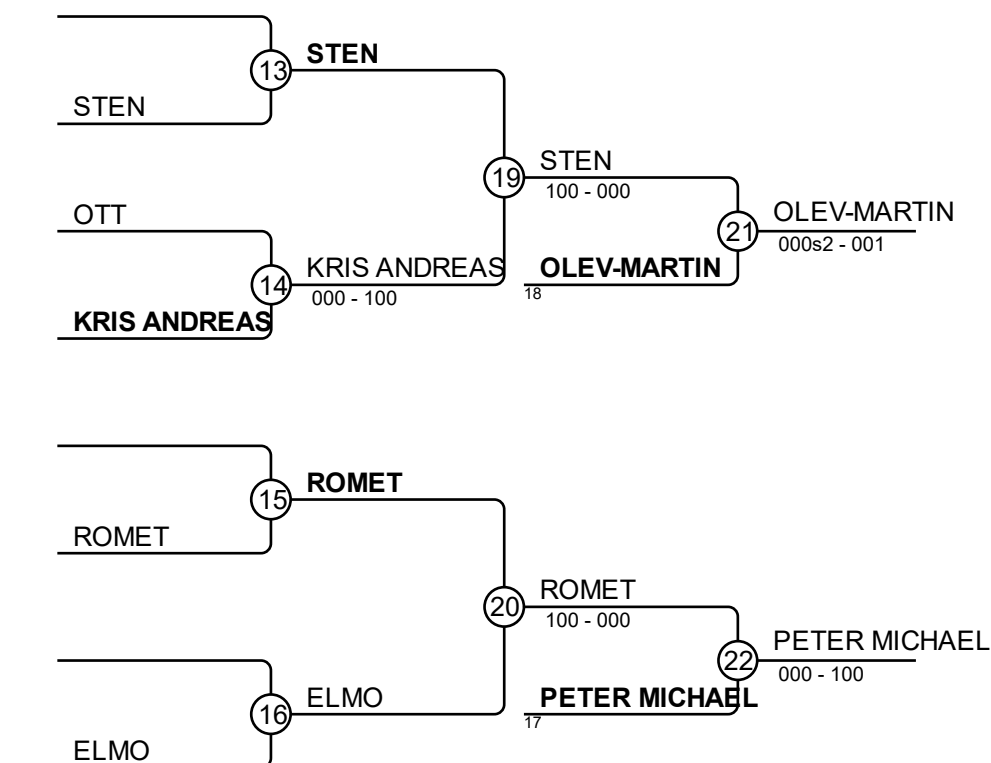 STEN
13
STEN
STEN
19
100 - 000
OTT
OLEV-MARTIN
21
000s2 - 001
KRIS ANDREAS
14
000 - 100
OLEV-MARTIN
18
KRIS ANDREAS
ROMET
15
ROMET
ROMET
20
100 - 000
PETER MICHAEL
22
000 - 100
ELMO
16
PETER MICHAEL
17
ELMO